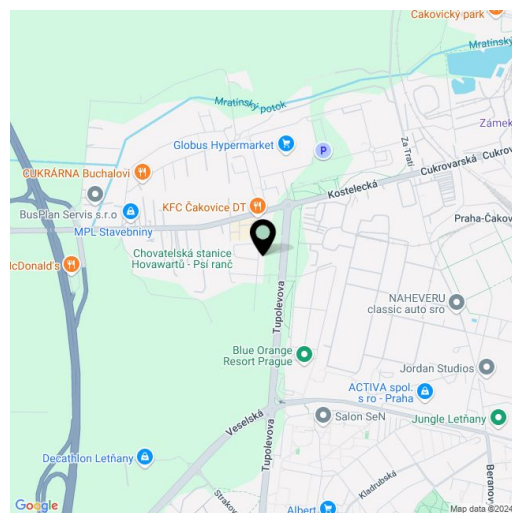 Čakovický park
Mratínský
Mratínský potok
Globus Hypermarket
P
Za Tratí
Zámek
CUKRÁRNA Buchalovi
Cukrovarská
Cukrov
Kostelecká
BusPlan Servis s.r.o
KFC Čakovice DT
MPL Stavebniny
Praha-Čakov
Chovatelská stanice
Hovawartů - Psí ranč
McDonald's
Tupolevova
NAHEVERU
classic auto sro
Blue Orange
Resort Prague
Jordan Studios
ACTIVA spol.
s ro - Praha
Veselská
Salon SeN
Jungle Letňany
Decathlon Letňany
Tupolevova
Kladrubská
Beranov
Strakov
Albert
Google
Map data ©2024